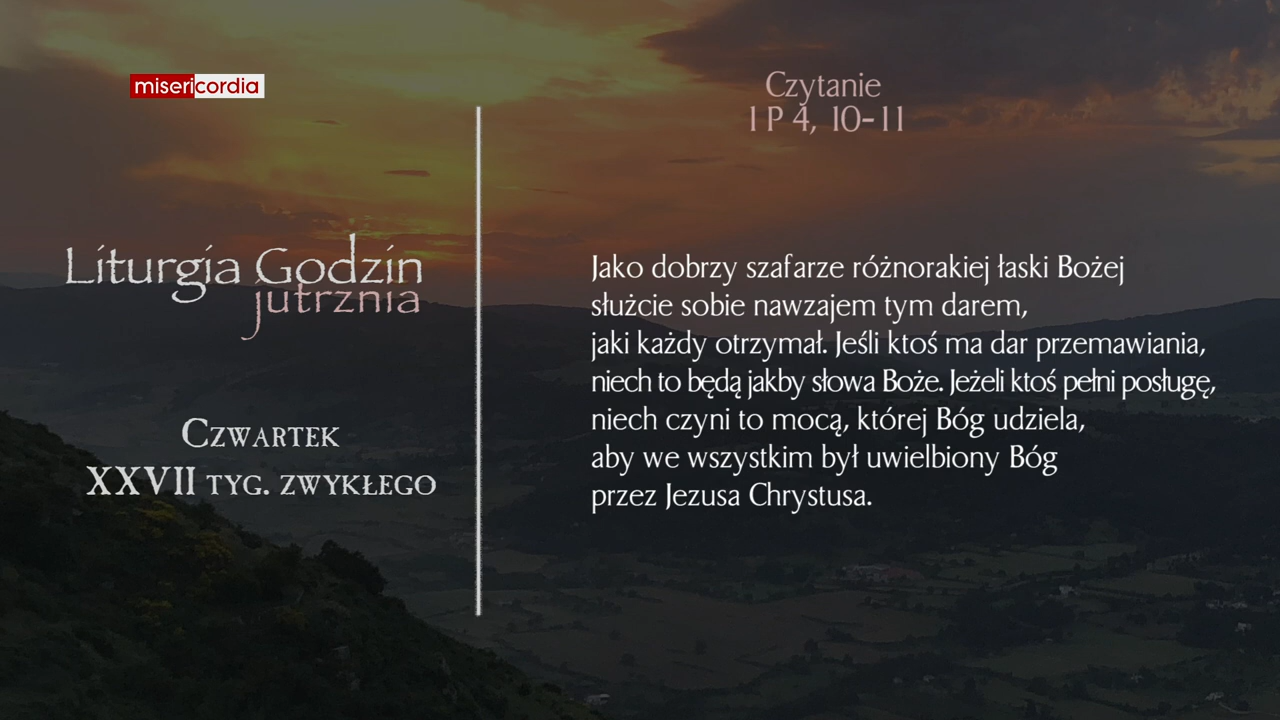 misericordia
Liturgia Godzin
jutrznia
Czwartek
XXVII tyg. zwykłego
Czytanie
1 P 4, 10-11
Jako dobrzy szafarze różnorakiej łaski Bożej
służcie sobie nawzajem tym darem,
jaki każdy otrzymał. Jeśli ktoś ma dar przemawiania,
niech to będą jakby słowa Boże. Jeżeli ktoś pełni posługę,
niech czyni to mocą, której Bóg udziela,
aby we wszystkim był uwielbiony Bóg
przez Jezusa Chrystusa.